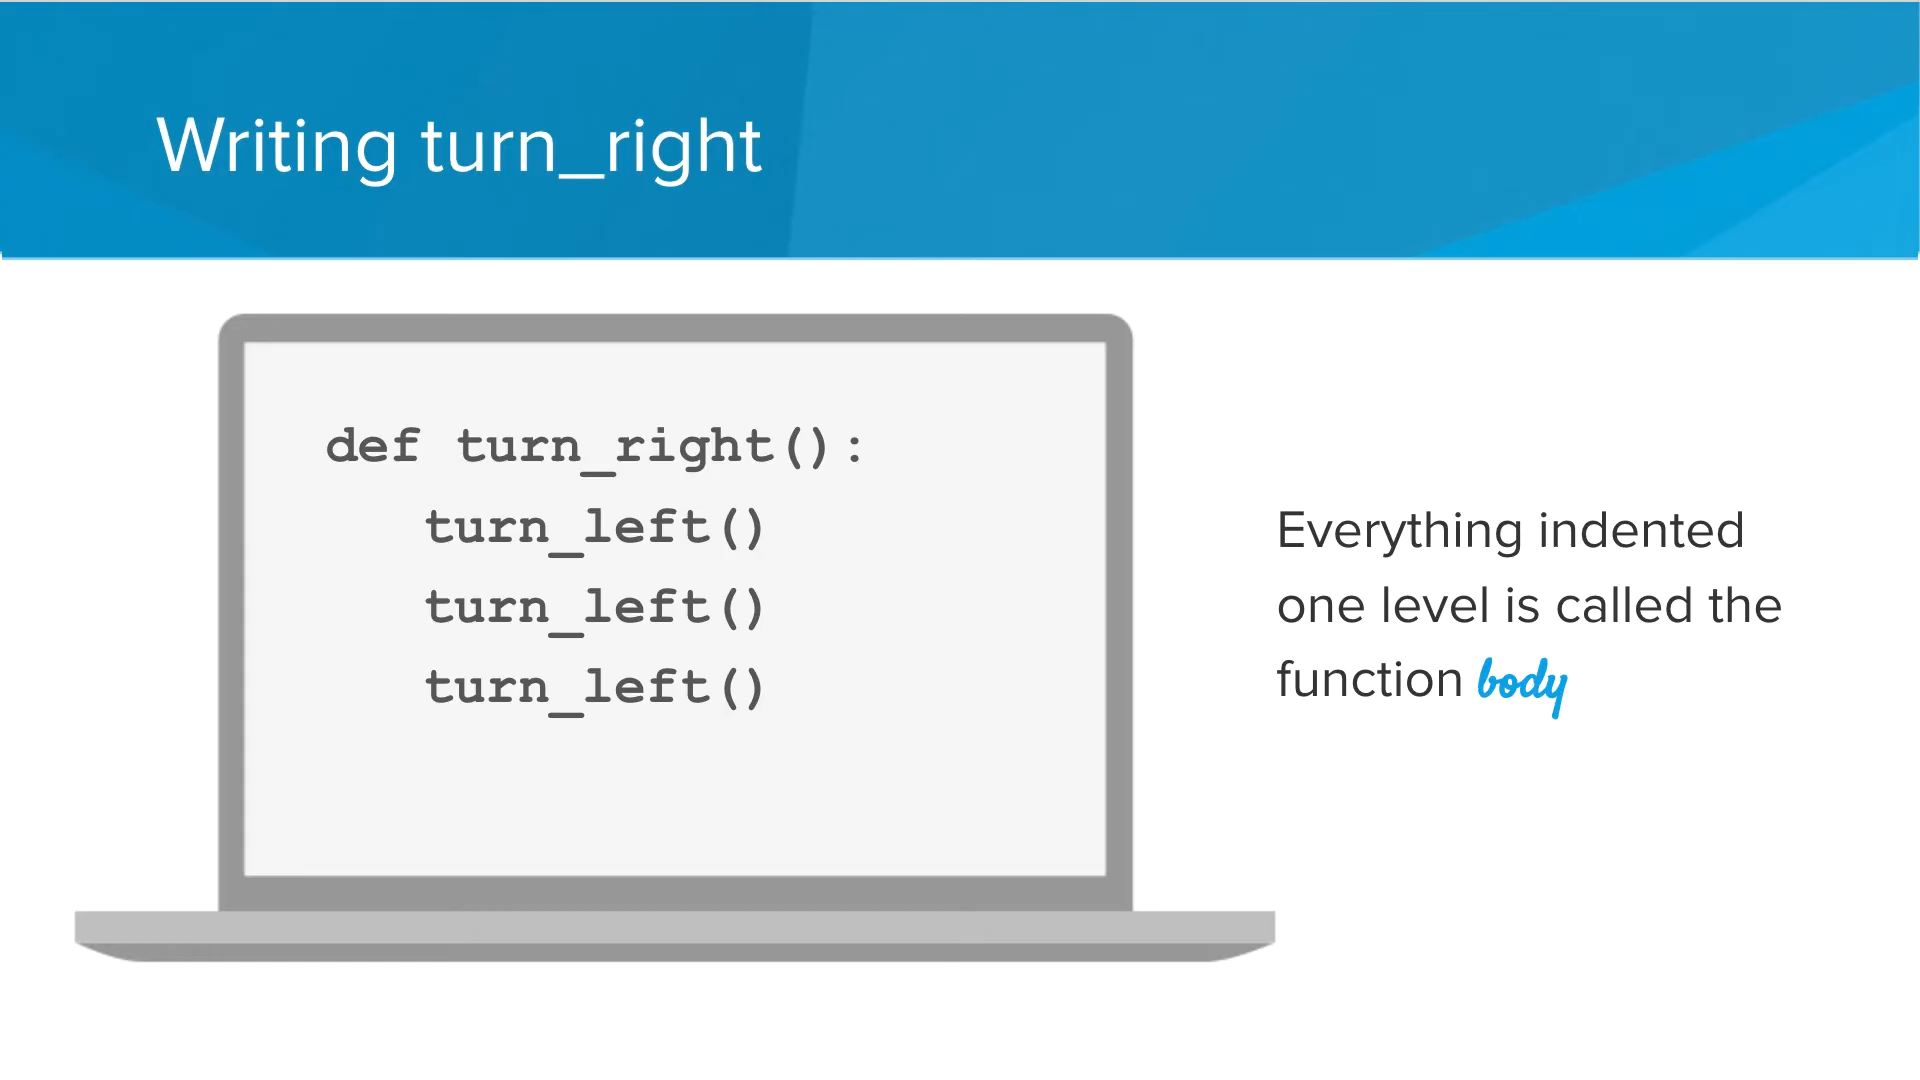 Writing turn_right
def turn_right():
    turn_left()
    turn_left()
    turn_left()
Everything indented
one level is called the
function body